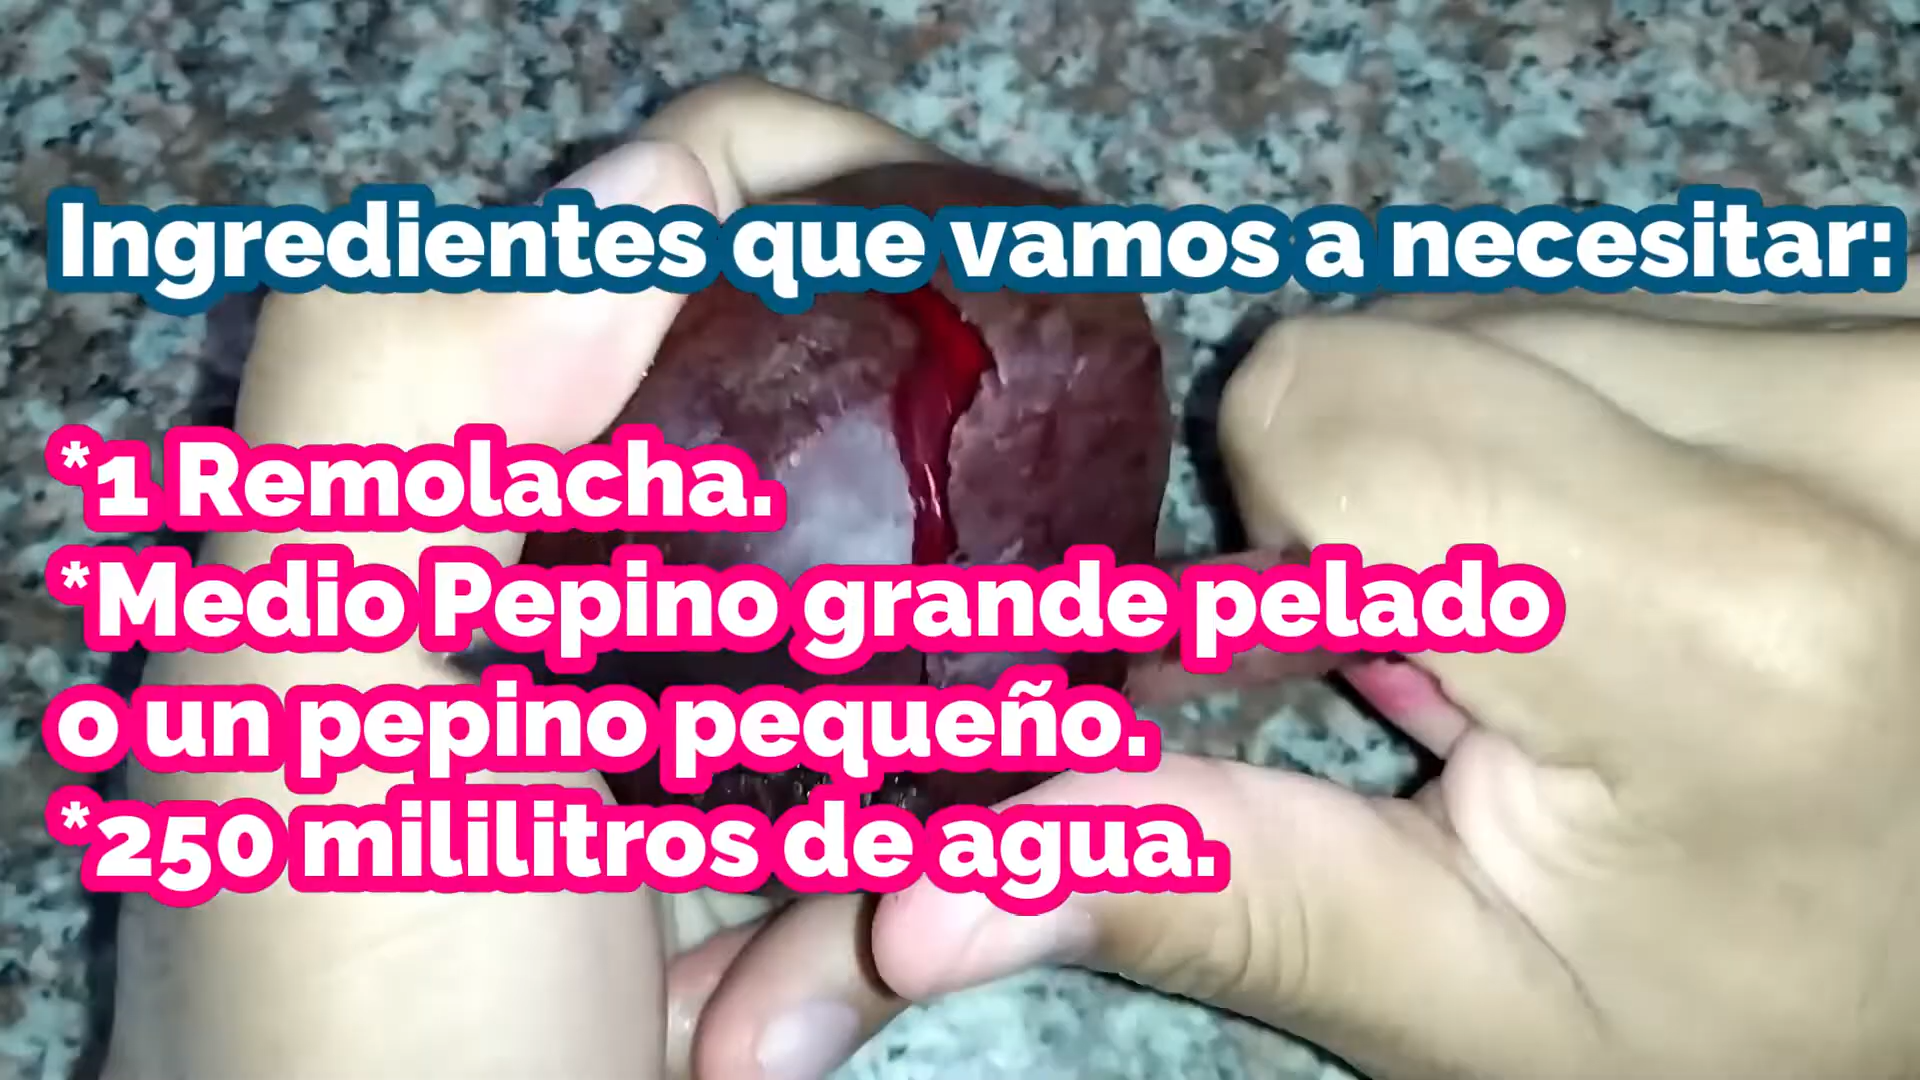 Ingredientes que vamos a necesitar:
*1 Remolacha.
*Medio Pepino grande pelado
o un pepino pequeño.
*250 mililitros de agua.